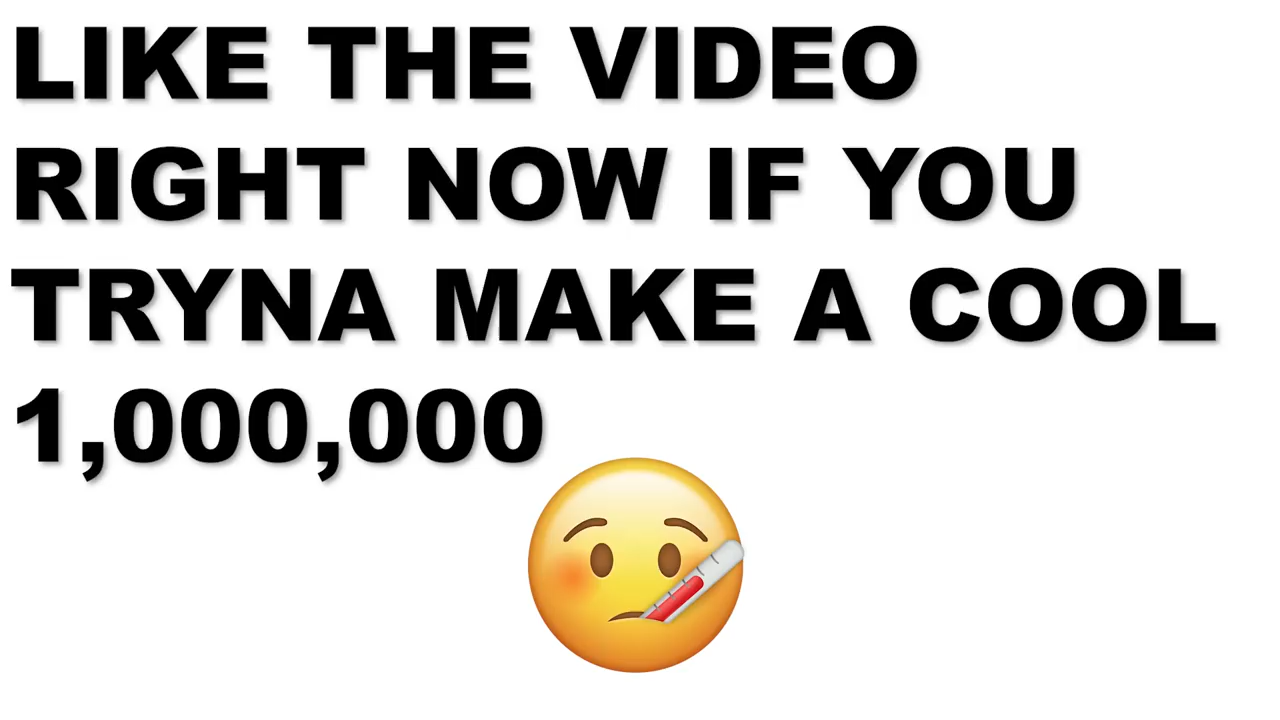 LIKE THE VIDEO
RIGHT NOW IF YOU
TRYNA MAKE A COOL
1,000,000